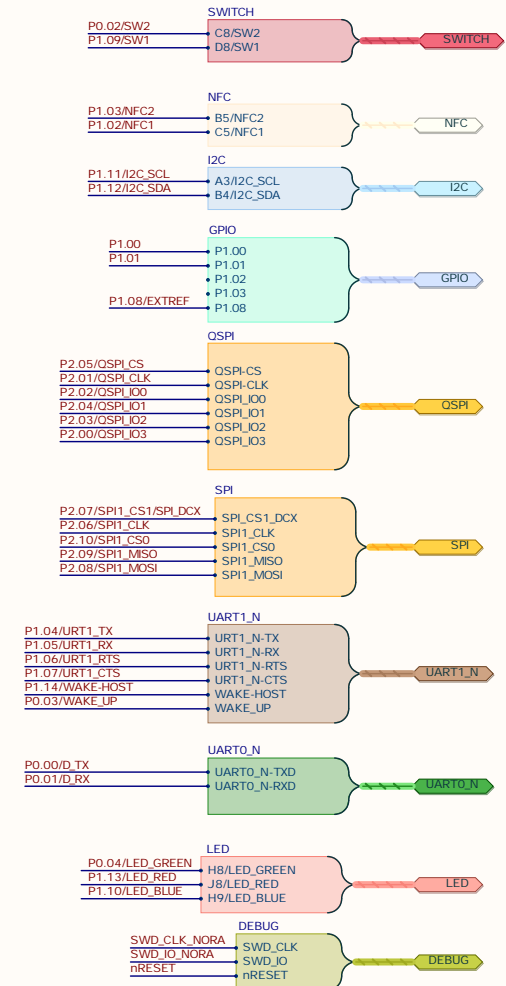 SWITCH
P0.02/SW2
C8/SW2
P1.09/SW1
D8/SW1
SWITCH
NFC
P1.03/NFC2
B5/NFC2
P1.02/NFC1
C5/NFC1
NFC
I2C
P1.11/I2C_SCL
A3/I2C_SCL
P1.12/I2C_SDA
B4/I2C_SDA
I2C
GPIO
P1.00
P1.00
P1.01
P1.01
P1.02
P1.03
P1.08/EXTREF
P1.08
GPIO
QSPI
P2.05/QSPI_CS
QSPI-CS
P2.01/QSPI_CLK
QSPI-CLK
P2.02/QSPI_IO0
QSPI_IO0
P2.04/QSPI_IO1
QSPI_IO1
P2.03/QSPI_IO2
QSPI_IO2
P2.00/QSPI_IO3
QSPI_IO3
QSPI
SPI
P2.07/SPI1_CS1/SPI_DCX
SPI_CS1_DCX
P2.06/SPI1_CLK
SPI1_CLK
P2.10/SPI1_CS0
SPI1_CS0
P2.09/SPI1_MISO
SPI1_MISO
P2.08/SPI1_MOSI
SPI1_MOSI
SPI
UART1_N
P1.04/URT1_TX
URT1_N-TX
P1.05/URT1_RX
URT1_N-RX
P1.06/URT1_RTS
URT1_N-RTS
P1.07/URT1_CTS
URT1_N-CTS
P1.14/WAKE-HOST
WAKE-HOST
P0.03/WAKE_UP
WAKE_UP
UART1_N
UART0_N
P0.00/D_TX
UART0_N-TXD
P0.01/D_RX
UART0_N-RXD
UART0_N
LED
P0.04/LED_GREEN
H8/LED_GREEN
P1.13/LED_RED
J8/LED_RED
P1.10/LED_BLUE
H9/LED_BLUE
LED
DEBUG
SWD_CLK_NORA
SWD_CLK
SWD_IO_NORA
SWD_IO
nRESET
nRESET
DEBUG